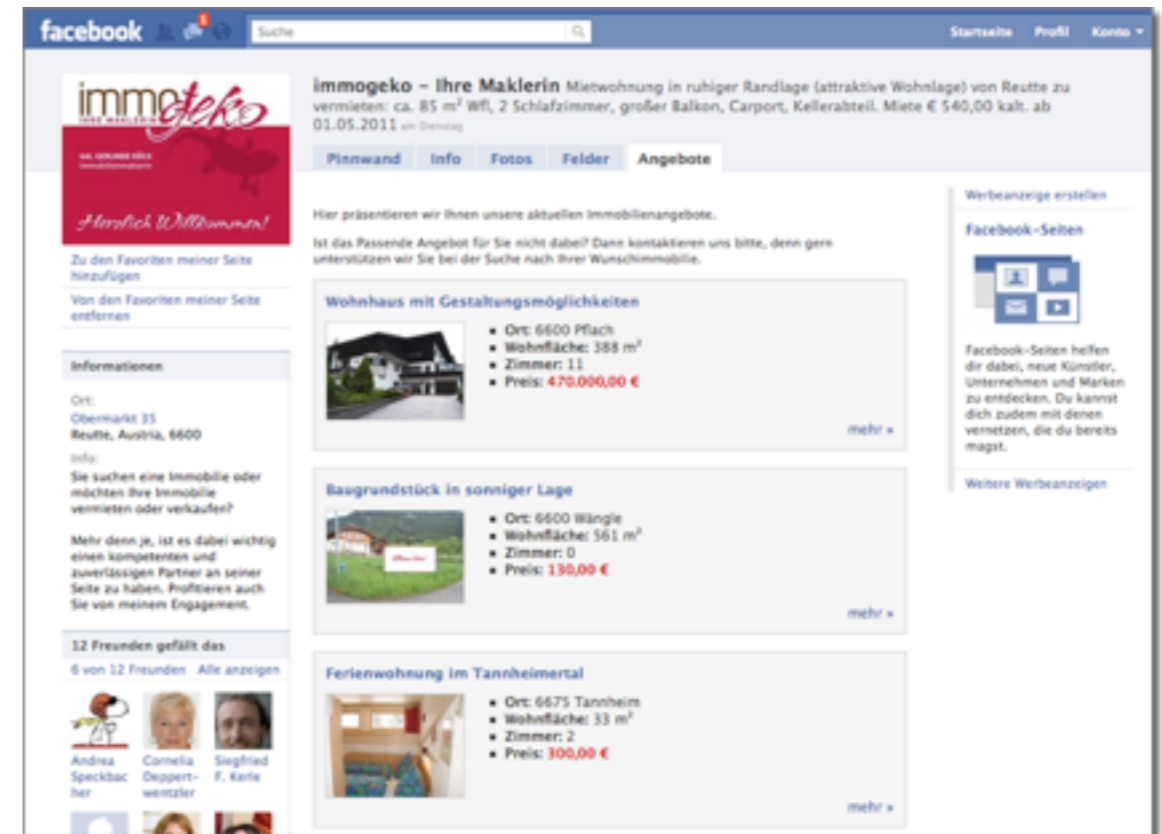 facebook
Suche
Startseite Profil Konto
immogeko
IHRE MAKLERIN
Herzlich Willkommen!
Zu den Favoriten meiner Seite
hinzufügen
Von den Favoriten meiner Seite
entfernen
Informationen
Ort:
Obermarkt 35
Reutte, Austria, 6600
Info:
Sie suchen eine Immobilie oder
möchten Ihre Immobilie
vermieten oder verkaufen?
Mehr denn je, ist es dabei wichtig
einen kompetenten und
zuverlässigen Partner an seiner
Seite zu haben. Profitieren auch
Sie von meinem Engagement.
12 Freunden gefällt das
6 von 12 Freunden Alle anzeigen
Andrea
Speckbac
her
Cornelia
Deppert-
wentzler
Siegfried
F. Kerle
immogeko – Ihre Maklerin Mietwohnung in ruhiger Randlage (attraktive Wohnlage) von Reutte zu
vermieten: ca. 85 m² Wfl, 2 Schlafzimmer, großer Balkon, Carport, Kellerabteil. Miete € 540,00 kalt. ab
01.05.2011 am Dienstag
Pinnwand Info Fotos Felder Angebote
Hier präsentieren wir Ihnen unsere aktuellen Immobilienangebote.
Ist das Passende Angebot für Sie nicht dabei? Dann kontaktieren uns bitte, denn gern
unterstützen wir Sie bei der Suche nach Ihrer Wunschimmobilie.
Wohnhaus mit Gestaltungsmöglichkeiten
▪ Ort: 6600 Pflach
▪ Wohnfläche: 388 m²
▪ Zimmer: 11
▪ Preis: 470.000,00 €
mehr »
Baugrundstück in sonniger Lage
▪ Ort: 6600 Wängle
▪ Wohnfläche: 561 m²
▪ Zimmer: 0
▪ Preis: 130,00 €
mehr »
Ferienwohnung im Tannheimertal
▪ Ort: 6675 Tannheim
▪ Wohnfläche: 33 m²
▪ Zimmer: 2
▪ Preis: 300,00 €
mehr »
Werbeanzeige erstellen
Facebook-Seiten
Facebook-Seiten helfen
dir dabei, neue Künstler,
Unternehmen und Marken
zu entdecken. Du kannst
dich zudem mit denen
vernetzen, die du bereits
magst.
Weitere Werbeanzeigen